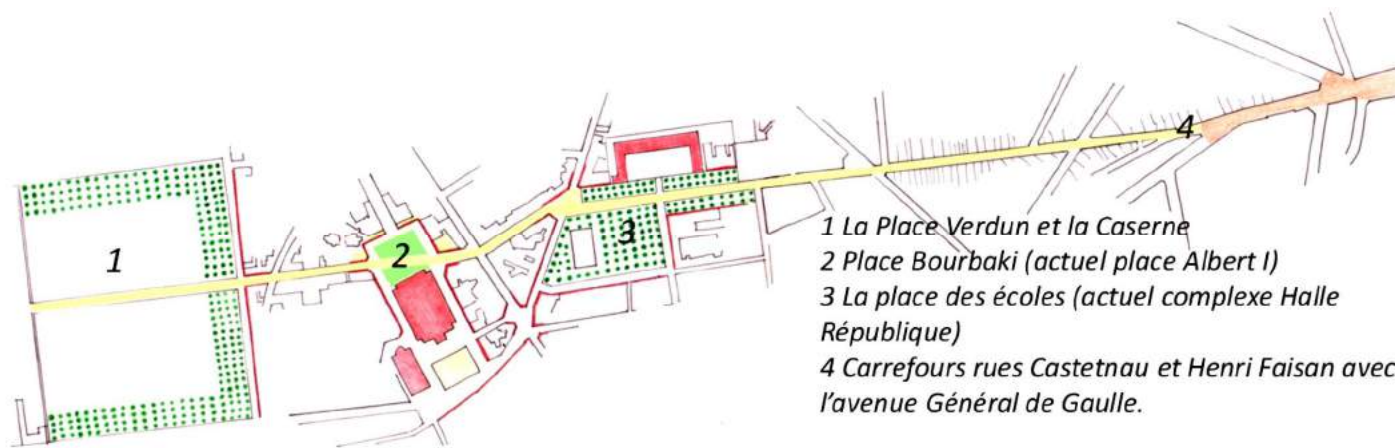 1
2
3
4
1 La Place Verdun et la Caserne
2 Place Bourbaki (actuel place Albert I)
3 La place des écoles (actuel complexe Halle
République)
4 Carrefours rues Castetnau et Henri Faisan avec
l’avenue Général de Gaulle.